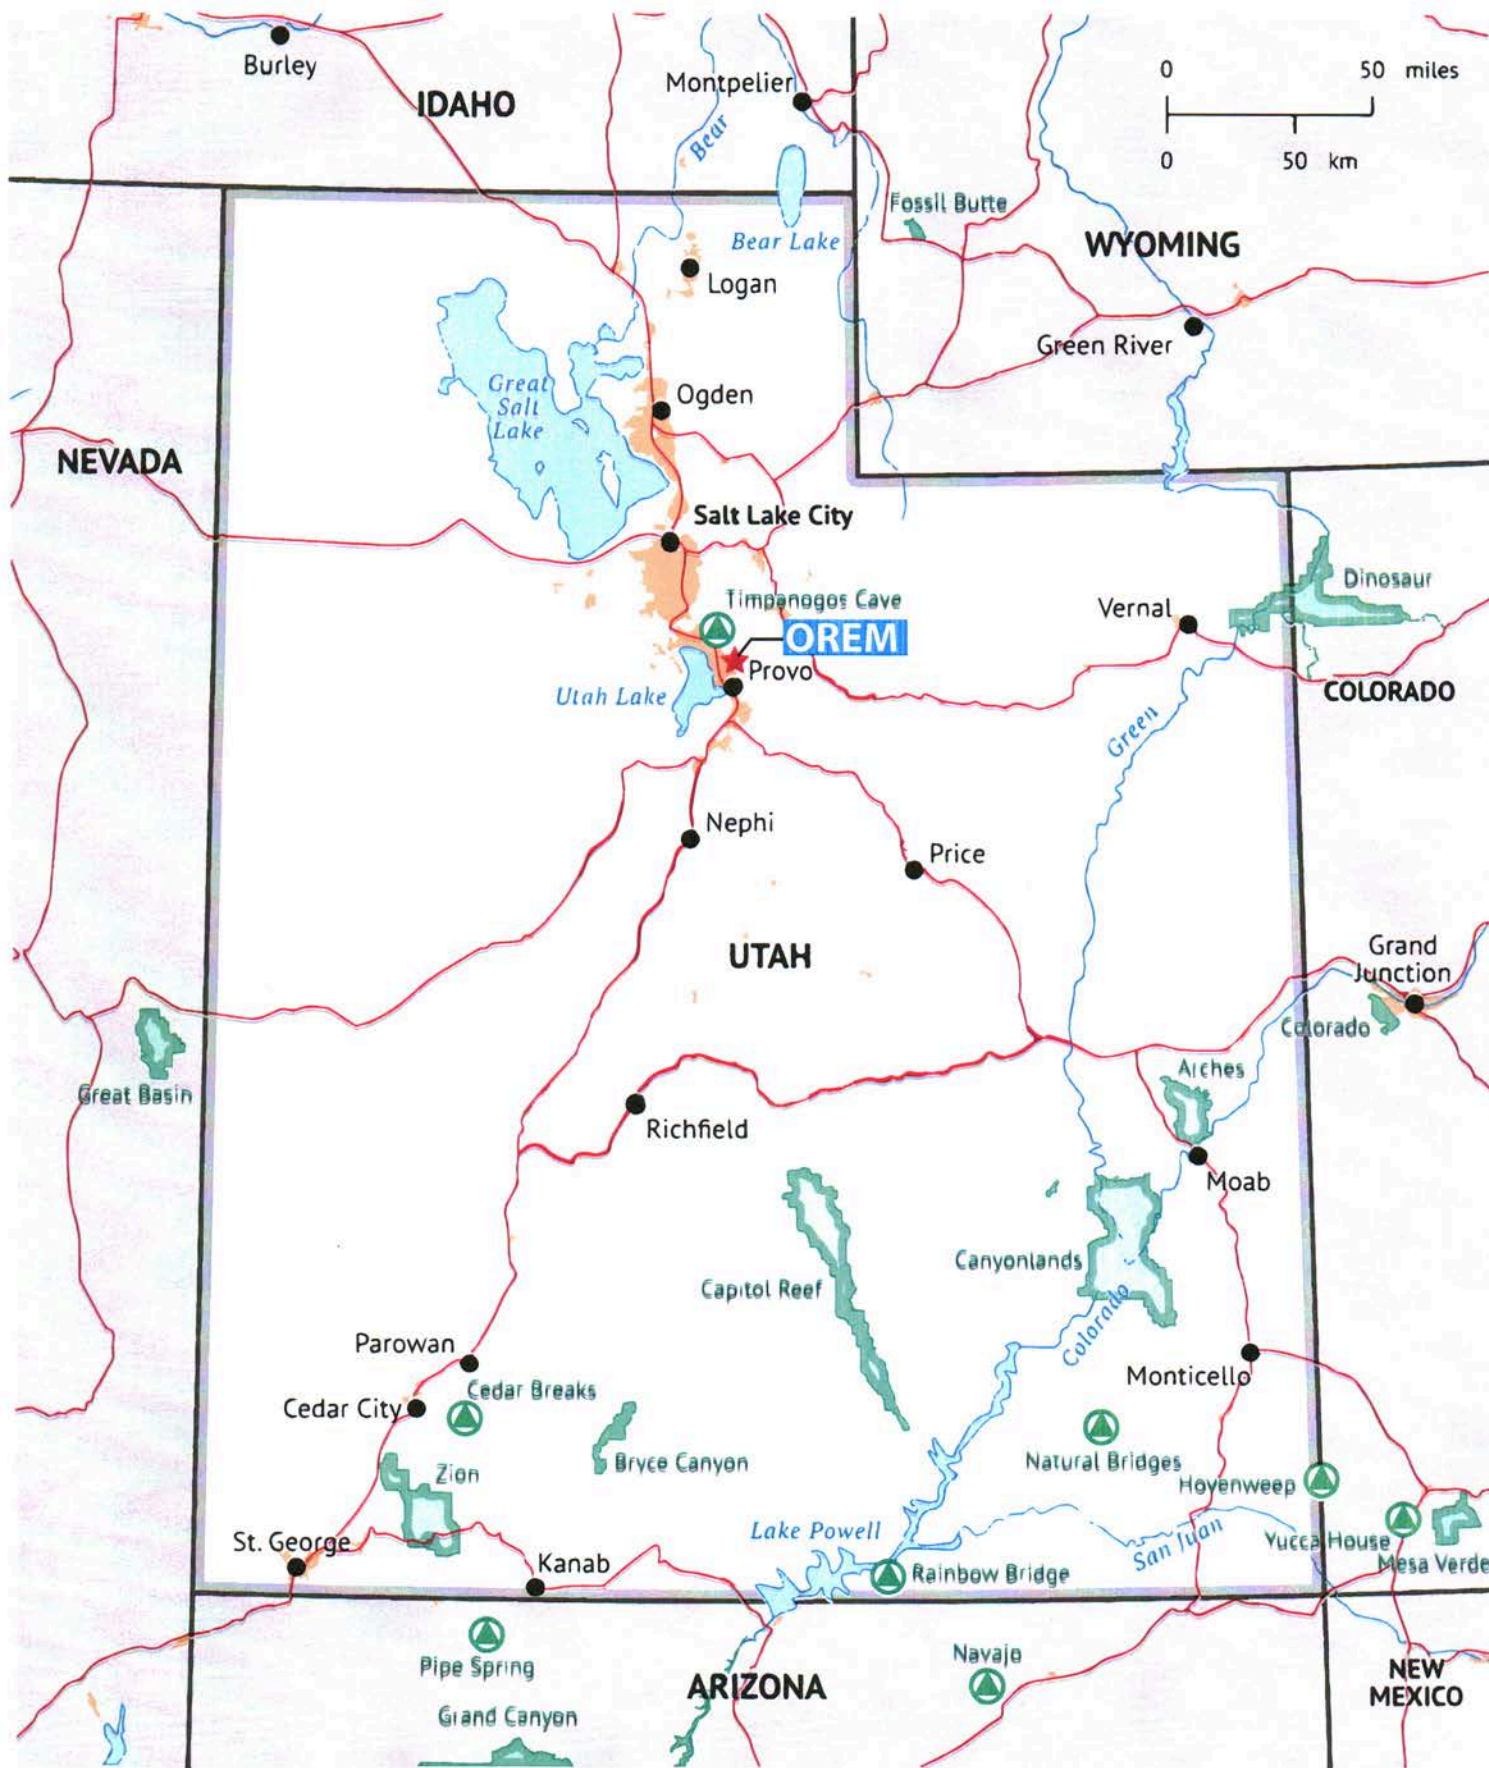 Burley
IDAHO
Montpelier
Bear
0 50 miles
0 50 km
Fossil Butte
WYOMING
Bear Lake
Logan
Green River
Great
Salt
Lake
Ogden
NEVADA
Salt Lake City
Dinosaur
Timpanogos Cave
Vernal
OREM
Provo
Utah Lake
COLORADO
Green
Nephi
Price
UTAH
Grand
Junction
Colorado
Arches
Great Basin
Richfield
Moab
Canyonlands
Capitol Reef
Colorado
Parowan
Monticello
Cedar Breaks
Cedar City
Natural Bridges
Bryce Canyon
Zion
Hovenweep
Lake Powell
San Juan
Yucca House
St. George
Mesa Verde
Kanab
Rainbow Bridge
Navajo
Pipe Spring
ARIZONA
NEW
MEXICO
Grand Canyon